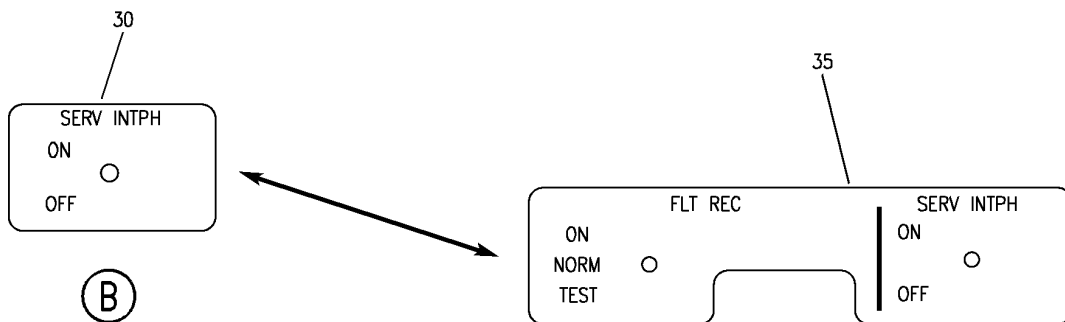 30
SERV INTPH
ON
OFF
B
35
FLT REC
ON
NORM
TEST
SERV INTPH
ON
OFF